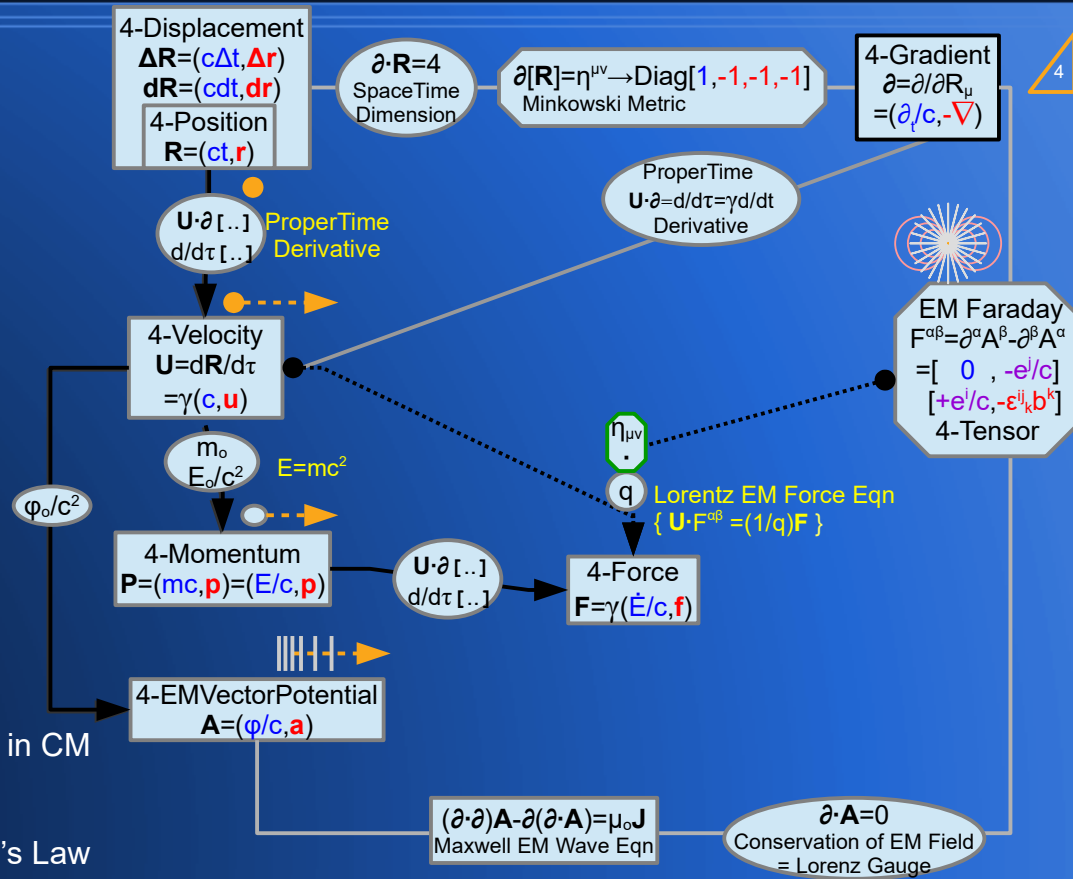 4-Displacement
ΔR=(cΔt,Δr)
dR=(cdt,dr)
4-Position
R=(ct,r)
∂·R=4
SpaceTime
Dimension
∂[R]=η^μν→Diag[1,-1,-1,-1]
Minkowski Metric
4-Gradient
∂=∂/∂R_μ
=(∂_t/c,-∇)
4
U·∂[..]
d/dτ[..]
ProperTime
Derivative
ProperTime
U·∂=d/dτ=γd/dt
Derivative
4-Velocity
U=dR/dτ
=γ(c,u)
EM Faraday
F^αβ=∂^αA^β-∂^βA^α
=[ 0 , -e^j/c]
[+e^i/c,-ε^ij_k b^k]
4-Tensor
m_o
E_o/c²
E=mc²
φ_o/c²
η_μν
·
q
Lorentz EM Force Eqn
{ U·F^αβ =(1/q)F }
4-Momentum
P=(mc,p)=(E/c,p)
U·∂[..]
d/dτ[..]
4-Force
F=γ(Ė/c,f)
4-EMVectorPotential
A=(φ/c,a)
in CM
(∂·∂)A-∂(∂·A)=μ_oJ
Maxwell EM Wave Eqn
∂·A=0
Conservation of EM Field
= Lorenz Gauge
's Law